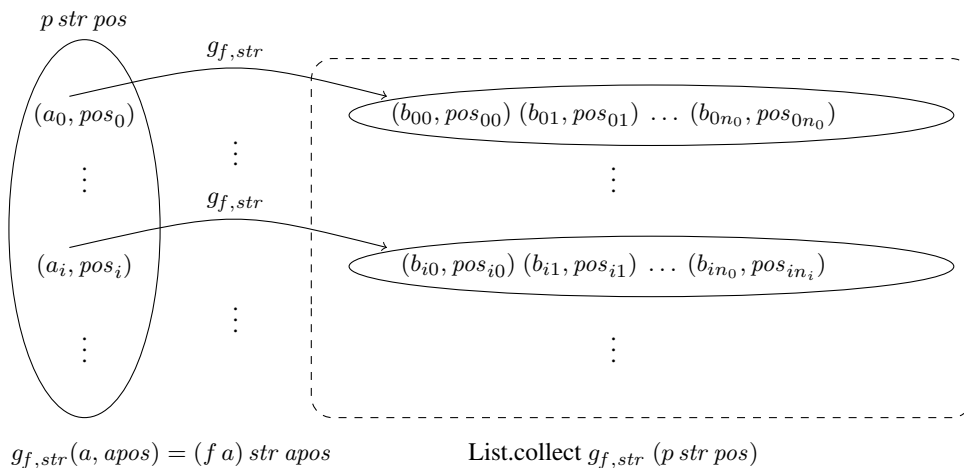 p str pos
g_{f,str}
(a_0, pos_0)
(b_{00}, pos_{00}) (b_{01}, pos_{01}) … (b_{0n_0}, pos_{0n_0})
⋮ ⋮ ⋮
g_{f,str}
(a_i, pos_i)
(b_{i0}, pos_{i0}) (b_{i1}, pos_{i1}) … (b_{in_0}, pos_{in_i})
⋮ ⋮ ⋮
g_{f,str}(a, apos) = (f a) str apos List.collect g_{f,str} (p str pos)